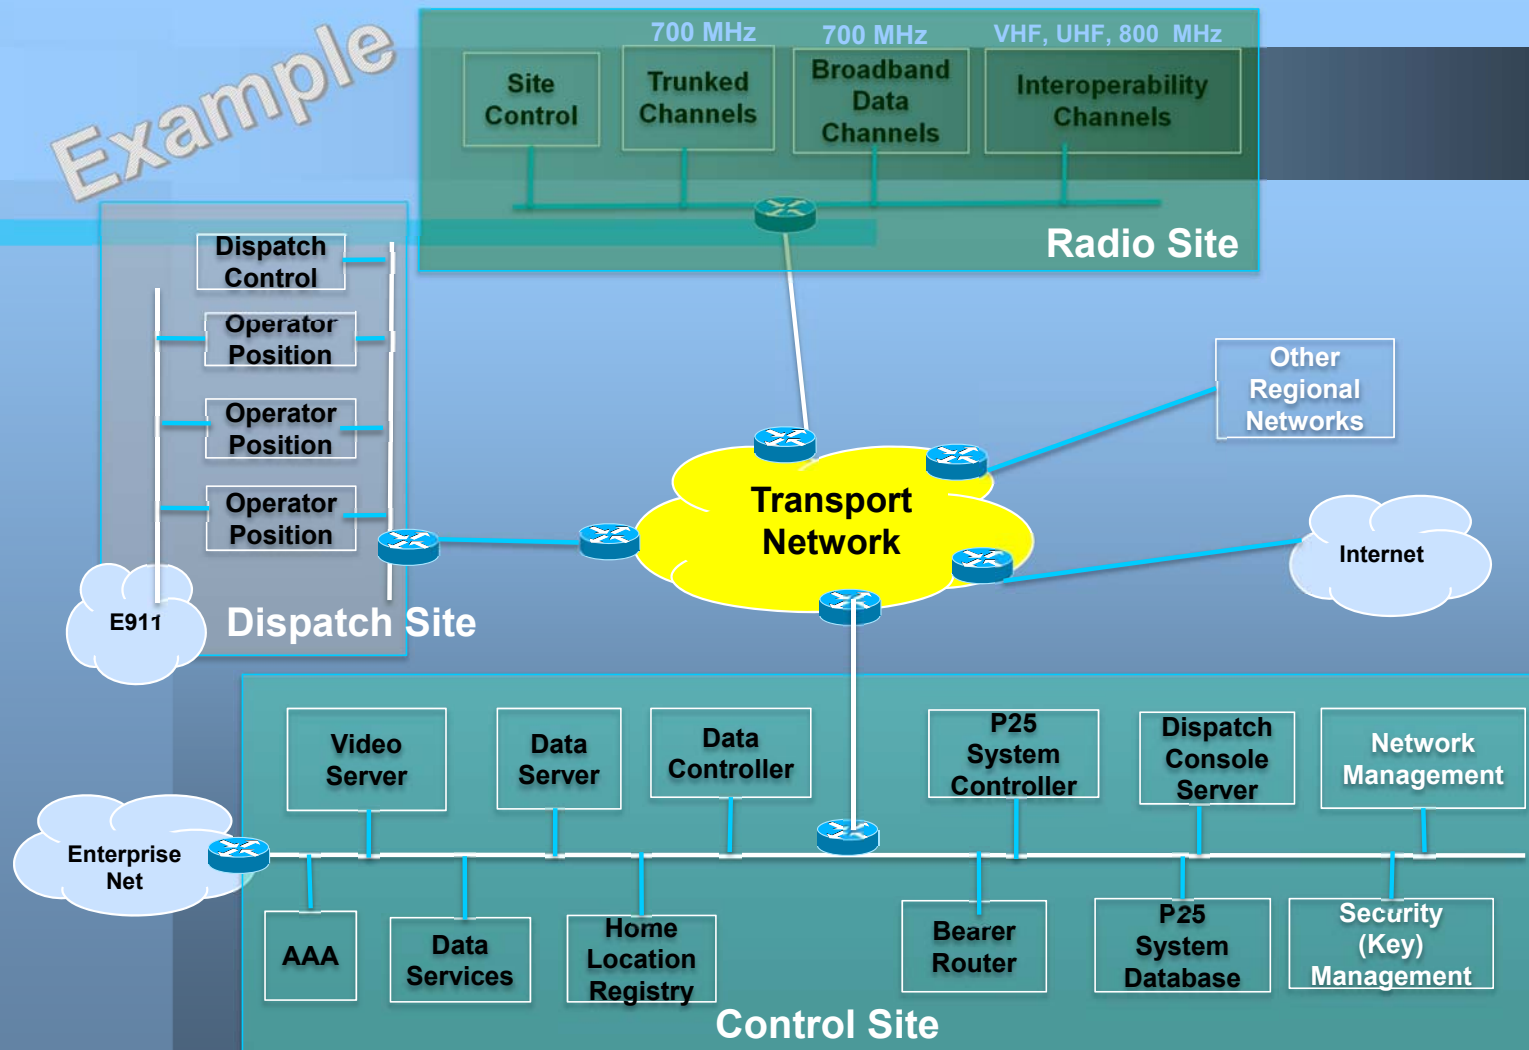 Example
700 MHz
700 MHz
VHF, UHF, 800 MHz
Site
Control
Trunked
Channels
Broadband
Data
Channels
Interoperability
Channels
Radio Site
Dispatch
Control
Operator
Position
Operator
Position
Operator
Position
E911
Dispatch Site
Transport
Network
Other
Regional
Networks
Internet
Video
Server
Data
Server
Data
Controller
P25
System
Controller
Dispatch
Console
Server
Network
Management
Enterprise
Net
AAA
Data
Services
Home
Location
Registry
Bearer
Router
P25
System
Database
Security
(Key)
Management
Control Site